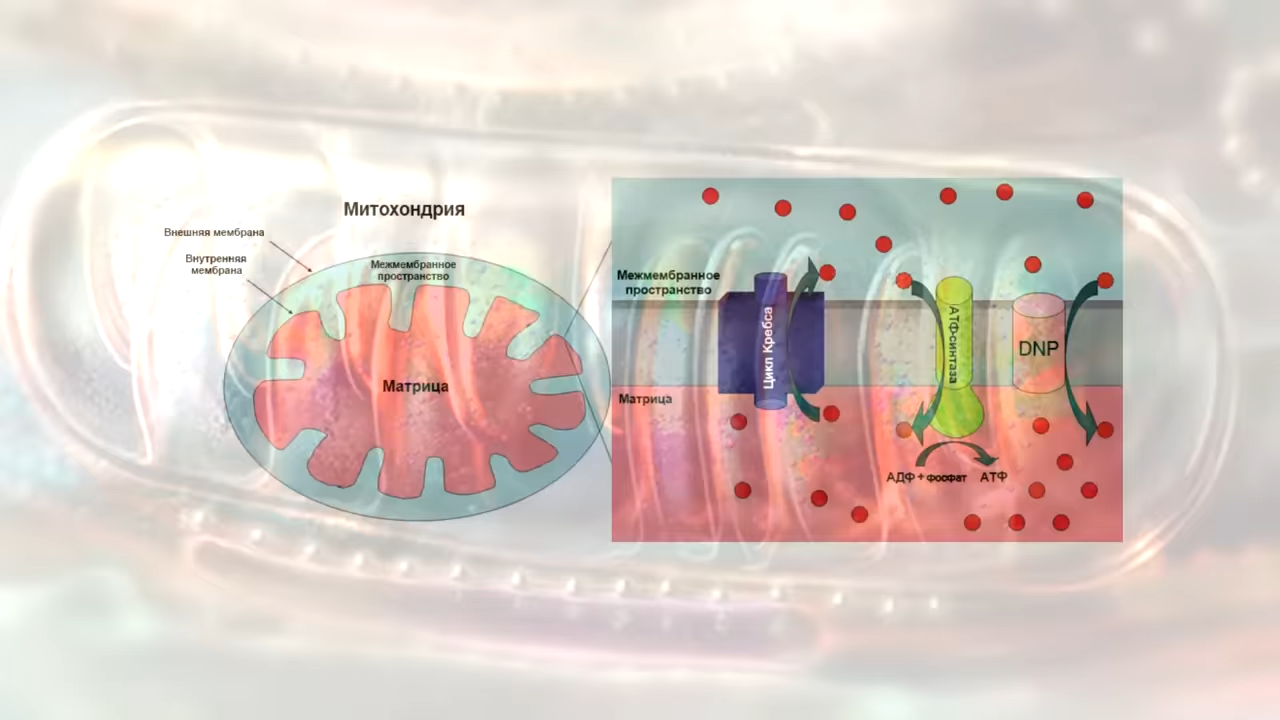 Митохондрия
Внешняя мембрана
Внутренняя
мембрана
Межмембранное
пространство
Матрица
Межмембранное
пространство
Матрица
Цикл Кребса
АТФ-синтаза
DNP
АДФ + фосфат АТФ